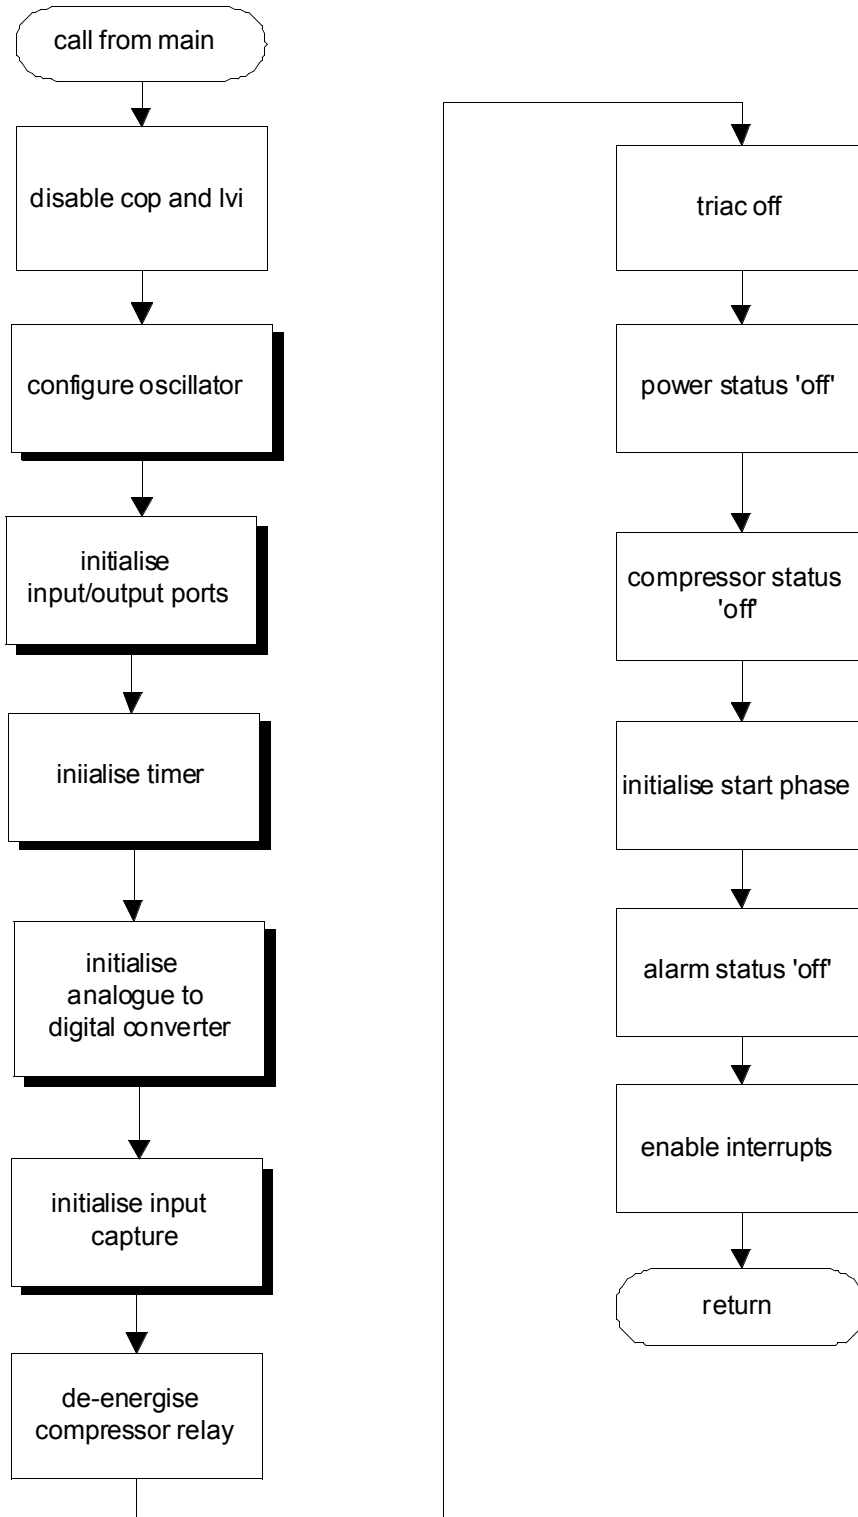 call from main
disable cop and lvi
configure oscillator
initialise
input/output ports
iniialise timer
initialise
analogue to
digital converter
initialise input
capture
de-energise
compressor relay
triac off
power status 'off'
compressor status
'off'
initialise start phase
alarm status 'off'
enable interrupts
return